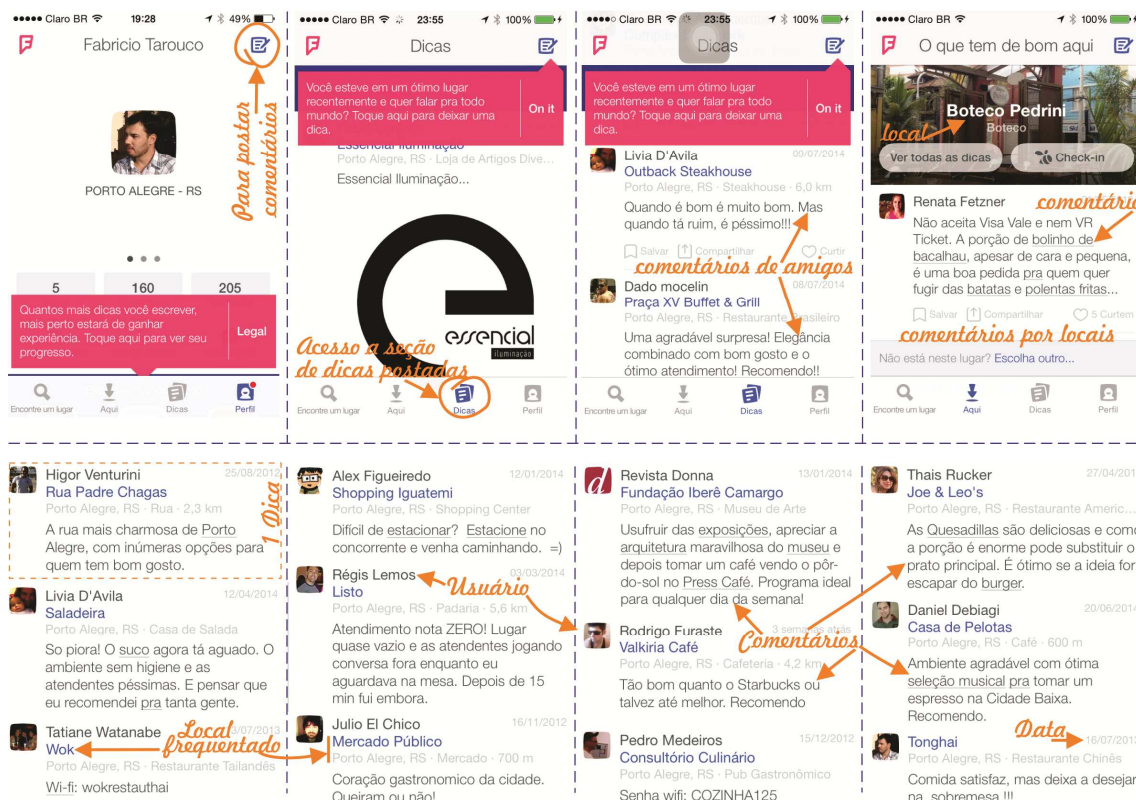 Claro BR 19:28 49%
Fabricio Tarouco
Para postar
comentários
PORTO ALEGRE - RS
5 160 205
Quantos mais dicas você escrever,
mais perto estará de ganhar
experiência. Toque aqui para ver seu
progresso.
Legal
Encontre um lugar Aqui Dicas Perfil
Claro BR 23:55 100%
Dicas
Você esteve em um ótimo lugar
recentemente e quer falar pra todo
mundo? Toque aqui para deixar uma
dica.
On it
Essencial Iluminação
Porto Alegre, RS · Loja de Artigos Dive...
Essencial Iluminação...
e
essencial
iluminação
Acesso a seção
de dicas postadas
Encontre um lugar Aqui Dicas Perfil
Claro BR 23:55 100%
Dicas
Você esteve em um ótimo lugar
recentemente e quer falar pra todo
mundo? Toque aqui para deixar uma
dica.
On it
Livia D'Avila 09/07/2014
Outback Steakhouse
Porto Alegre, RS · Steakhouse · 6,0 km
Quando é bom é muito bom. Mas
quando tá ruim, é péssimo!!!
Salvar Compartilhar Curtir
comentários de amigos
Dado mocelin 08/07/2014
Praça XV Buffet & Grill
Porto Alegre, RS · Restaurante Brasileiro
Uma agradável surpresa! Elegância
combinado com bom gosto e o
ótimo atendimento! Recomendo!!
Encontre um lugar Aqui Dicas Perfil
Claro BR 100%
O que tem de bom aqui
Boteco Pedrini
Boteco
local
Ver todas as dicas Check-in
Renata Fetzner
comentário
Não aceita Visa Vale e nem VR
Ticket. A porção de bolinho de
bacalhau, apesar de cara e pequena,
é uma boa pedida pra quem quer
fugir das batatas e polentas fritas...
Salvar Compartilhar 5 Curtem
comentários por locais
Não está neste lugar? Escolha outro...
Encontre um lugar Aqui Dicas Perfil
Higor Venturini 25/08/2012
Rua Padre Chagas
Porto Alegre, RS · Rua · 2,3 km
A rua mais charmosa de Porto
Alegre, com inúmeras opções para
quem tem bom gosto.
1 Dica
Livia D'Avila 12/04/2014
Saladeira
Porto Alegre, RS · Casa de Salada
So piora! O suco agora tá aguado. O
ambiente sem higiene e as
atendentes péssimas. E pensar que
eu recomendei pra tanta gente.
Tatiane Watanabe 3/07/2013
Wok
Porto Alegre, RS · Restaurante Tailandês
Wi-fi: wokrestauthai
Local
frequentado
Alex Figueiredo 12/01/2014
Shopping Iguatemi
Porto Alegre, RS · Shopping Center
Difícil de estacionar? Estacione no
concorrente e venha caminhando. =)
Régis Lemos 03/03/2014
Listo
Porto Alegre, RS · Padaria · 5,6 km
Usuário
Atendimento nota ZERO! Lugar
quase vazio e as atendentes jogando
conversa fora enquanto eu
aguardava na mesa. Depois de 15
min fui embora.
Julio El Chico 16/11/2012
Mercado Público
Porto Alegre, RS · Mercado · 700 m
Coração gastronomico da cidade.
Queiram ou não!
d
Revista Donna 13/01/2014
Fundação Iberê Camargo
Porto Alegre, RS · Museu de Arte
Usufruir das exposições, apreciar a
arquitetura maravilhosa do museu e
depois tomar um café vendo o pôr-
do-sol no Press Café. Programa ideal
para qualquer dia da semana!
Rodrigo Furaste 3 semanas atrás
Valkiria Café
Porto Alegre, RS · Cafeteria · 4,2 km
Comentários
Tão bom quanto o Starbucks ou
talvez até melhor. Recomendo
Pedro Medeiros 15/12/2012
Consultório Culinário
Porto Alegre, RS · Pub Gastronômico
Senha wifi: COZINHA125
Thais Rucker 27/04/201
Joe & Leo's
Porto Alegre, RS · Restaurante Americ...
As Quesadillas são deliciosas e como
a porção é enorme pode substituir o
prato principal. É ótimo se a ideia for
escapar do burger.
Daniel Debiagi 20/06/2014
Casa de Pelotas
Porto Alegre, RS · Café · 600 m
Ambiente agradável com ótima
seleção musical pra tomar um
espresso na Cidade Baixa.
Recomendo.
Data
Tonghai 16/07/2013
Porto Alegre, RS · Restaurante Chinês
Comida satisfaz, mas deixa a desejar
na sobremesa !!!